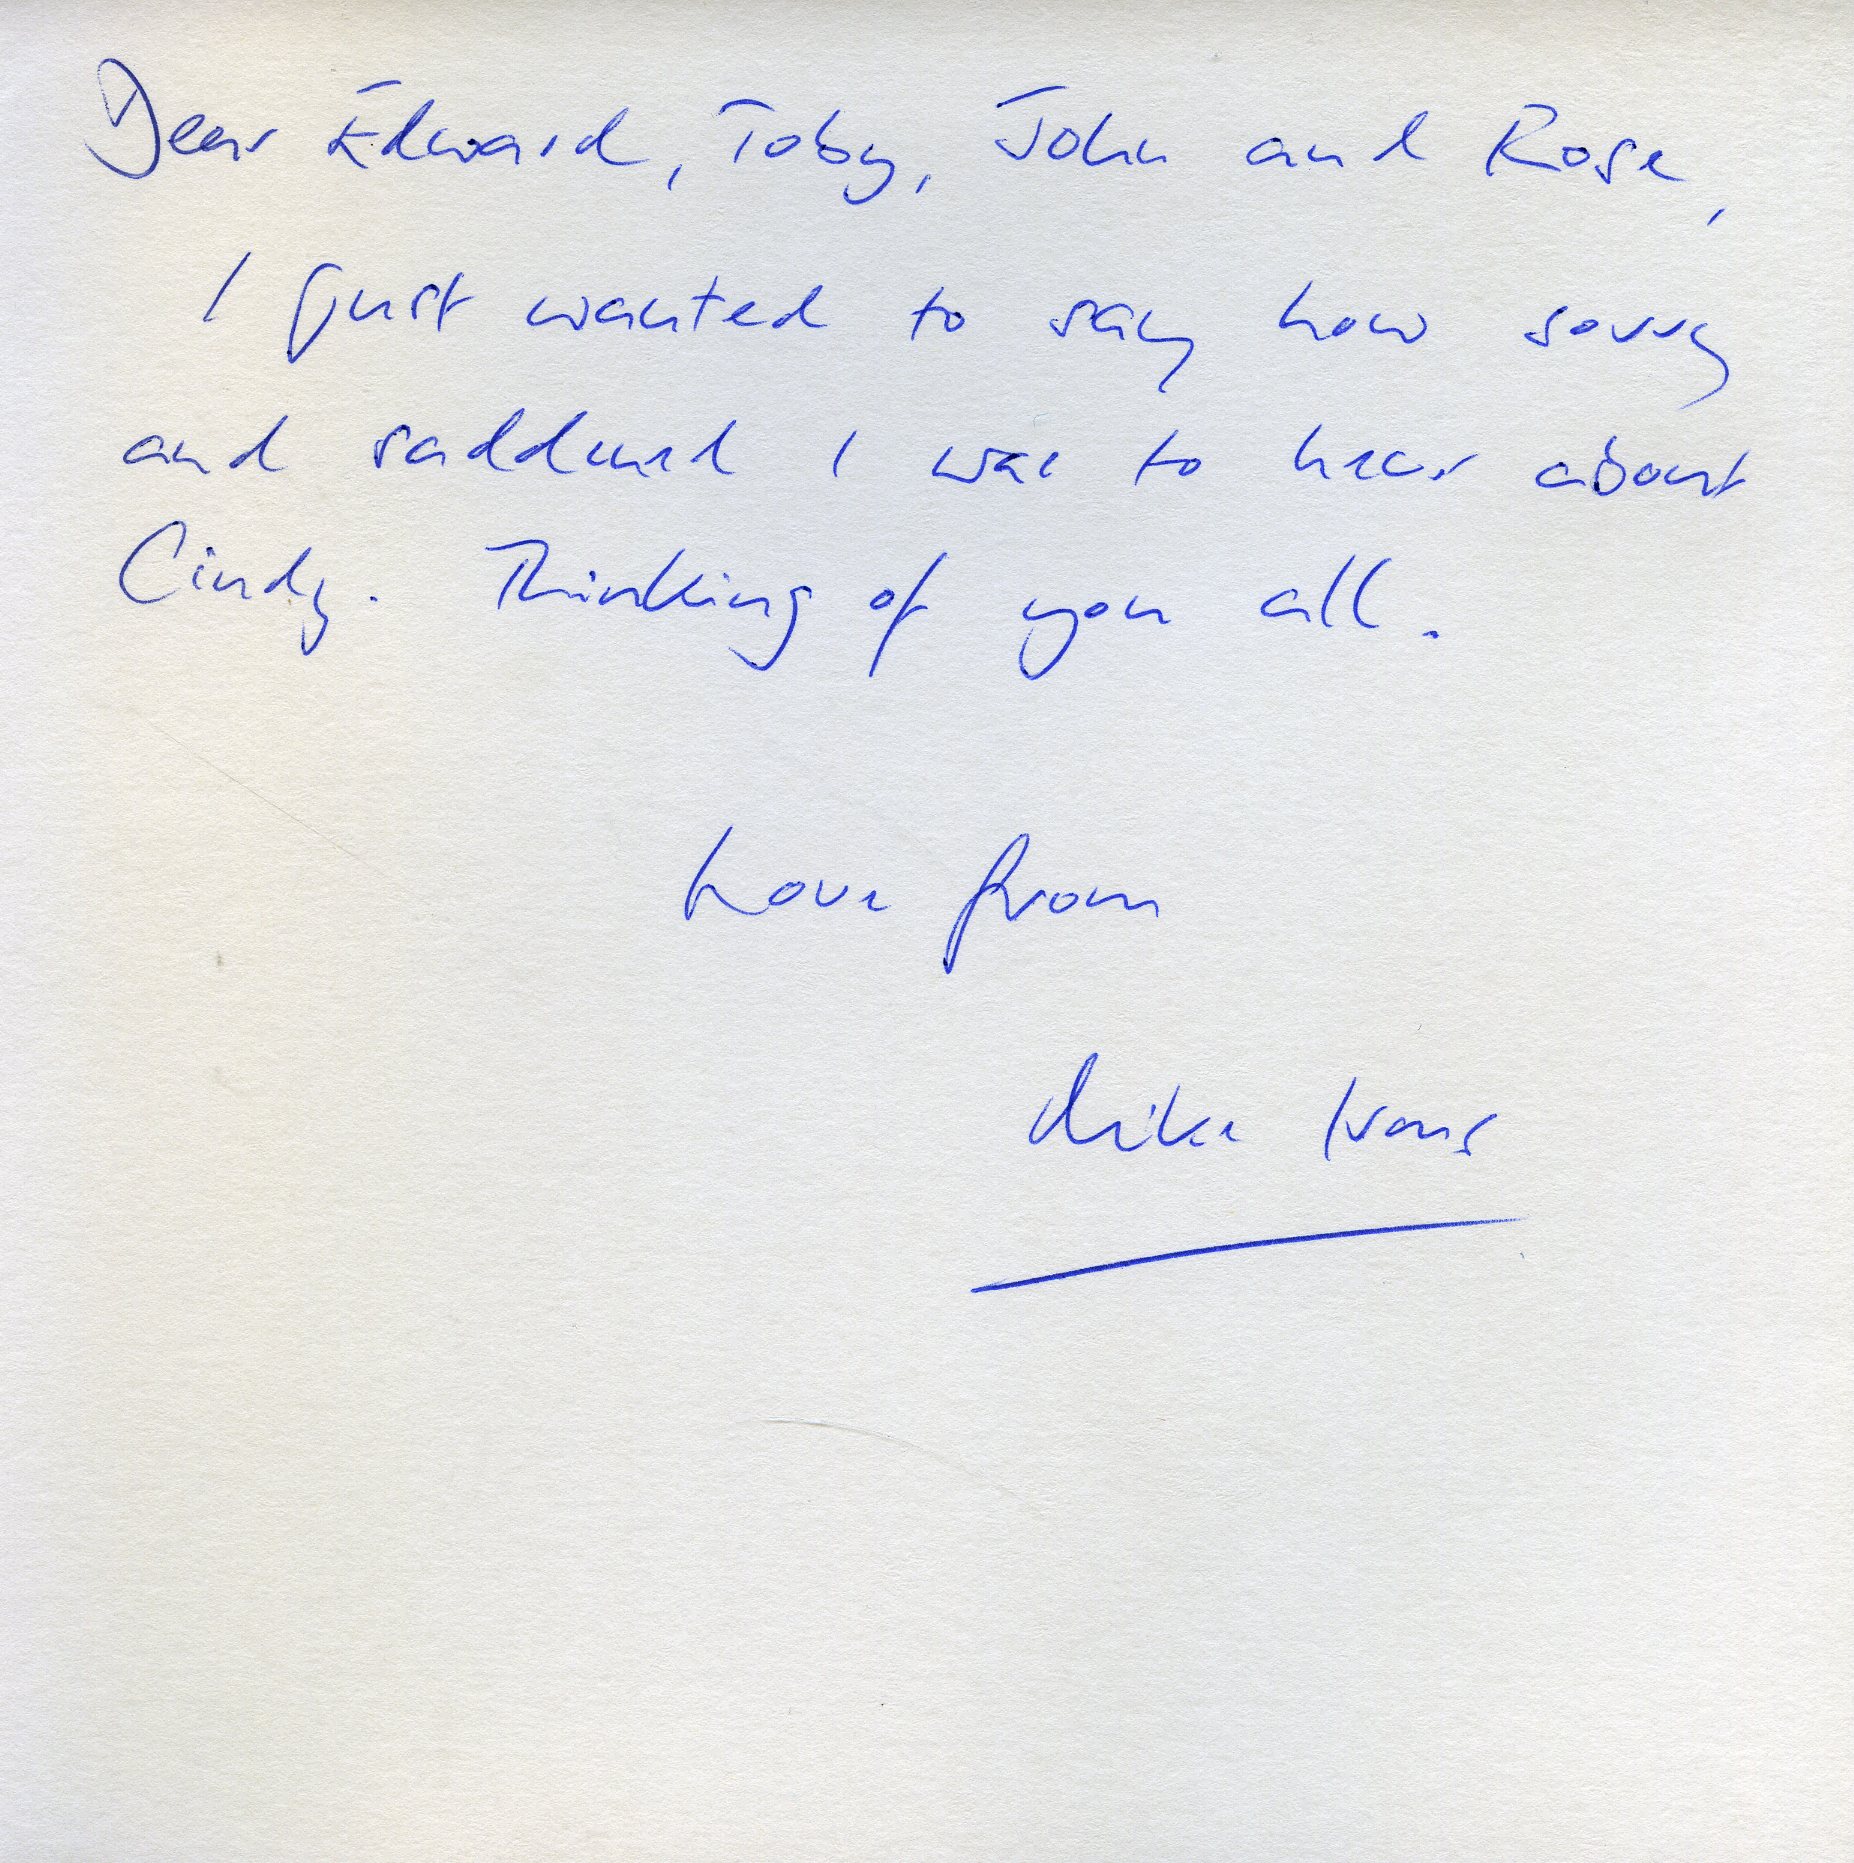 Dear Edward, Toby, John and Rose,
I just wanted to say how sorry
and saddened I was to hear about
Cindy. Thinking of you all.
Love from
Mike